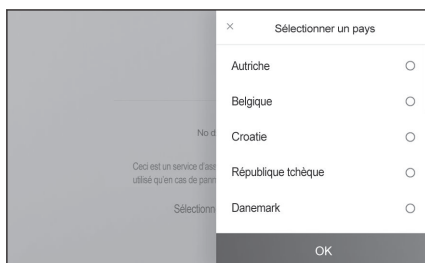 × Sélectionner un pays
Autriche
Belgique
Croatie
République tchèque
Danemark
OK
No d
Ceci est un service d'ass
utilisé qu'en cas de pann
Sélectionn